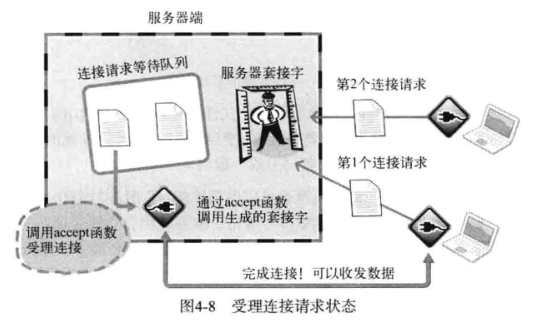 服务器端
连接请求等待队列
服务器套接字
第2个连接请求
第1个连接请求
通过accept函数
调用生成的套接字
调用accept函数
受理连接
完成连接！可以收发数据
图4-8 受理连接请求状态